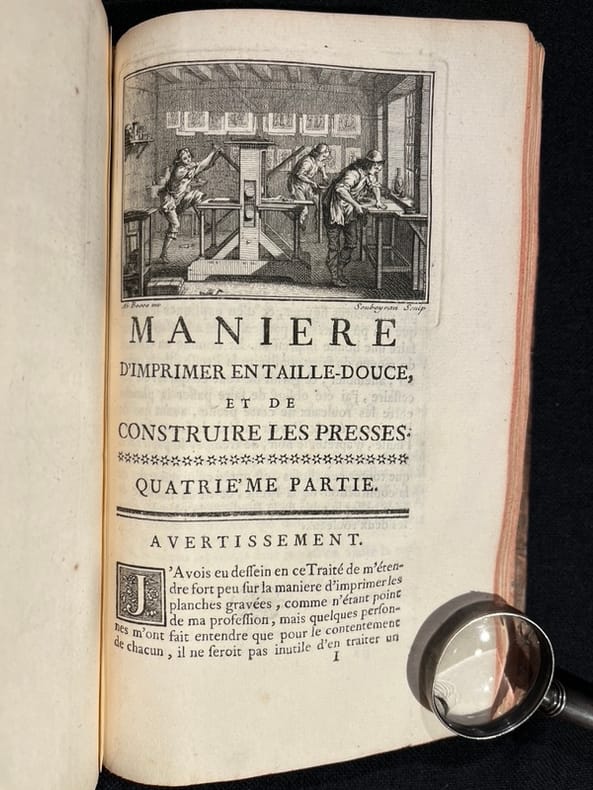 A. Bosse inv
Soubeyran Sculp
MANIERE
D'IMPRIMER EN TAILLE-DOUCE,
ET DE
CONSTRUIRE LES PRESSES.
QUATRIE'ME PARTIE.
AVERTISSEMENT.
J'Avois eu deſſein en ce Traité de m'éten-
dre fort peu ſur la maniere d'imprimer les
planches gravées, comme n'étant point
de ma profeſſion, mais quelques perſon-
nes m'ont fait entendre que pour le contentement
de chacun, il ne ſeroit pas inutile d'en traiter un
I